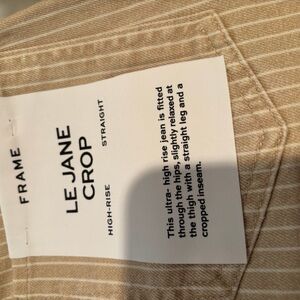 FRAME
LE JANE
CROP
HIGH-RISE STRAIGHT
This ultra- high rise jean is fitted
through the hips, slightly relaxed at
the thigh with a straight leg and a
cropped inseam.